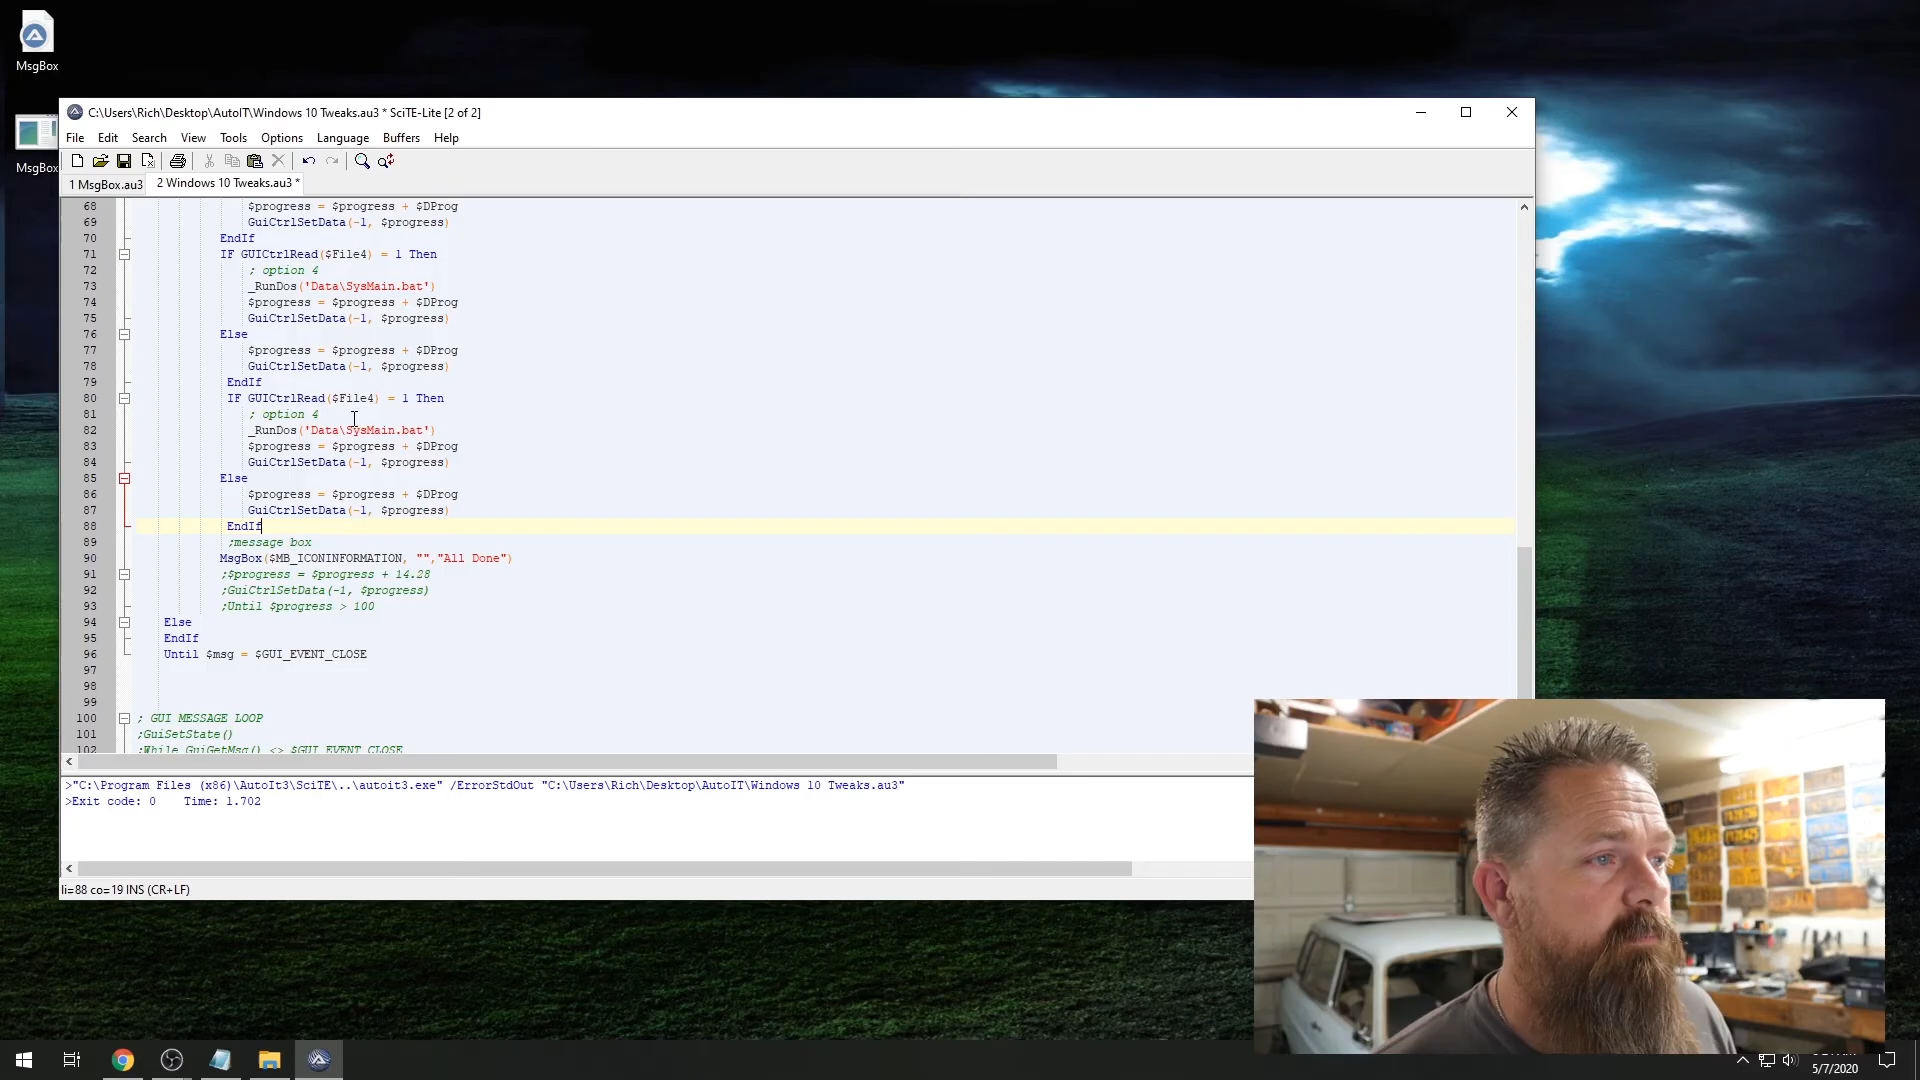 MsgBox
MsgBox
C:\Users\Rich\Desktop\AutoIT\Windows 10 Tweaks.au3 * SciTE-Lite [2 of 2]
File Edit Search View Tools Options Language Buffers Help
1 MsgBox.au3 2 Windows 10 Tweaks.au3 *
68 $progress = $progress + $DProg
69 GuiCtrlSetData(-1, $progress)
70 EndIf
71 IF GUICtrlRead($File4) = 1 Then
72 ; option 4
73 _RunDos('Data\SysMain.bat')
74 $progress = $progress + $DProg
75 GuiCtrlSetData(-1, $progress)
76 Else
77 $progress = $progress + $DProg
78 GuiCtrlSetData(-1, $progress)
79 EndIf
80 IF GUICtrlRead($File4) = 1 Then
81 ; option 4
82 _RunDos('Data\SysMain.bat')
83 $progress = $progress + $DProg
84 GuiCtrlSetData(-1, $progress)
85 Else
86 $progress = $progress + $DProg
87 GuiCtrlSetData(-1, $progress)
88 EndIf
89 ;message box
90 MsgBox($MB_ICONINFORMATION, "","All Done")
91 ;$progress = $progress + 14.28
92 ;GuiCtrlSetData(-1, $progress)
93 ;Until $progress > 100
94 Else
95 EndIf
96 Until $msg = $GUI_EVENT_CLOSE
97
98
99
100 ; GUI MESSAGE LOOP
101 ;GuiSetState()
102 ;While GuiGetMsg() <> $GUI_EVENT_CLOSE
>"C:\Program Files (x86)\AutoIt3\SciTE\..\autoit3.exe" /ErrorStdOut "C:\Users\Rich\Desktop\AutoIT\Windows 10 Tweaks.au3"
>Exit code: 0 Time: 1.702
li=88 co=19 INS (CR+LF)
5/7/2020